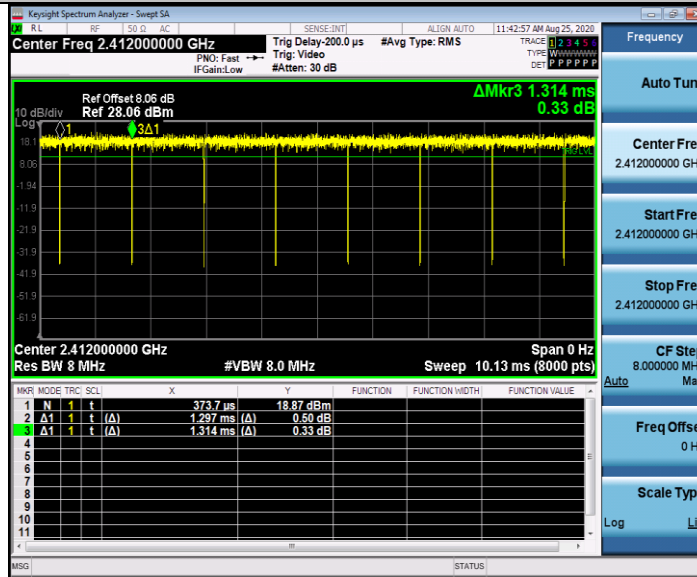 Keysight Spectrum Analyzer - Swept SA
RL RF 50 Ω AC SENSE:INT ALIGN AUTO 11:42:57 AM Aug 25, 2020
Center Freq 2.412000000 GHz
PNO: Fast
IFGain:Low
Trig Delay-200.0 µs
Trig: Video
#Atten: 30 dB
#Avg Type: RMS
TRACE 1 2 3 4 5 6
TYPE W
DET P P P P P P
Frequency
Auto Tun
Center Fre
2.412000000 GH
Start Fre
2.412000000 GH
Stop Fre
2.412000000 GH
CF Ste
8.000000 MH
Auto Ma
Freq Offse
0 H
Scale Typ
Log Li
ΔMkr3 1.314 ms
0.33 dB
Ref Offset 8.06 dB
10 dB/div Ref 28.06 dBm
Log
1 3Δ1
18.1
8.06
-1.94
-11.9
-21.9
-31.9
-41.9
-51.9
-61.9
Center 2.412000000 GHz Span 0 Hz
Res BW 8 MHz #VBW 8.0 MHz Sweep 10.13 ms (8000 pts)
MKR MODE TRC SCL X Y FUNCTION FUNCTION WIDTH FUNCTION VALUE
1 N 1 t 373.7 µs 18.87 dBm
2 Δ1 1 t (Δ) 1.297 ms (Δ) 0.50 dB
3 Δ1 1 t (Δ) 1.314 ms (Δ) 0.33 dB
4
5
6
7
8
9
10
11
MSG STATUS